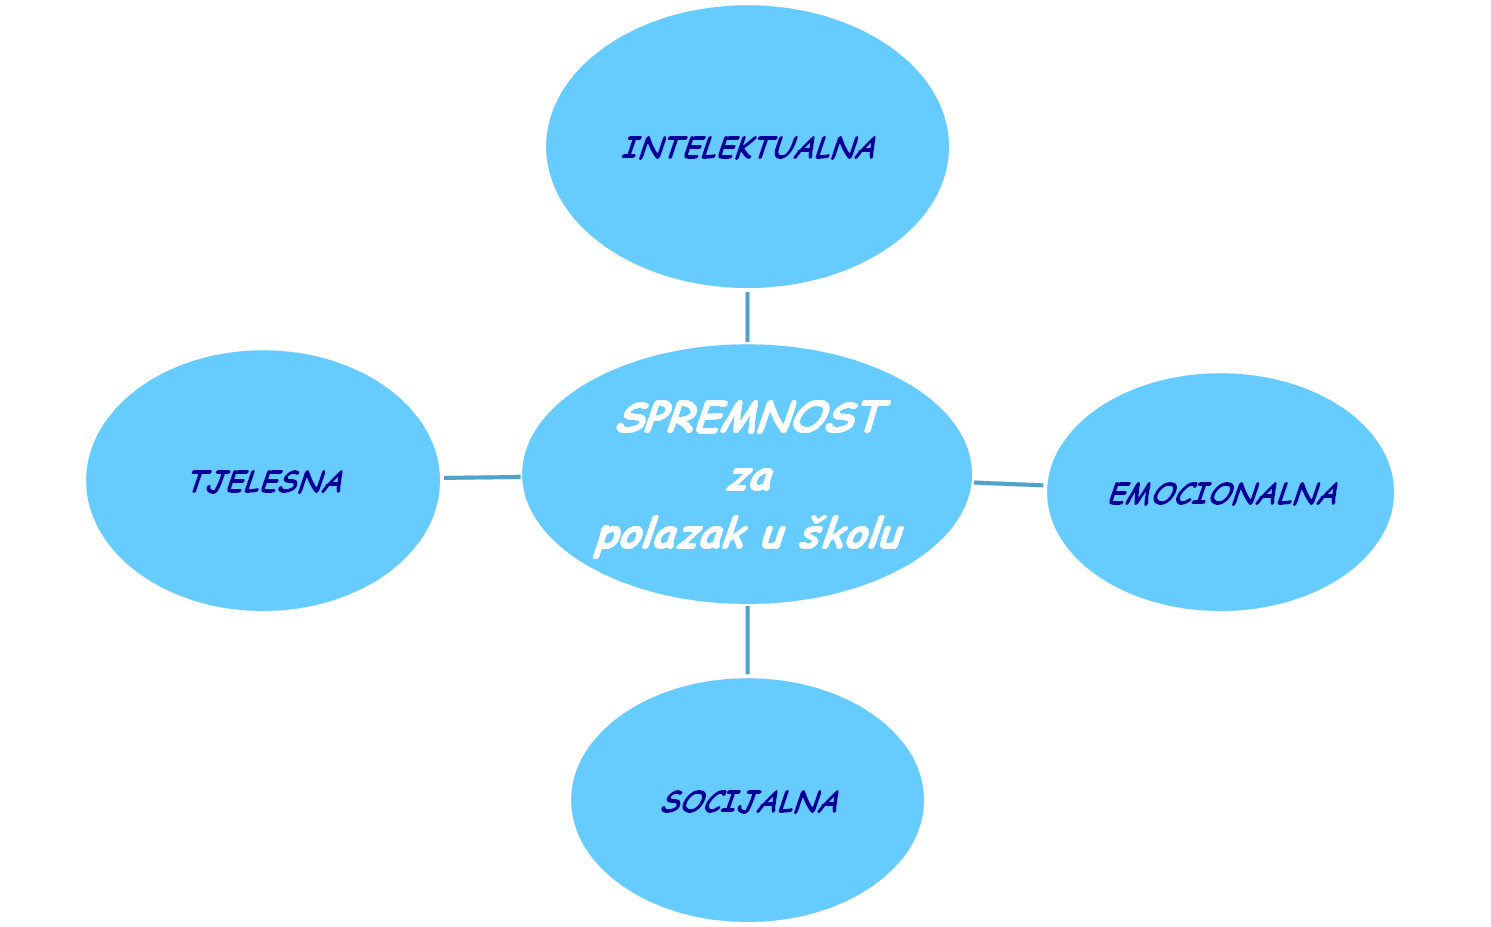 INTELEKTUALNA
SPREMNOST
za
polazak u školu
TJELESNA
EMOCIONALNA
SOCIJALNA